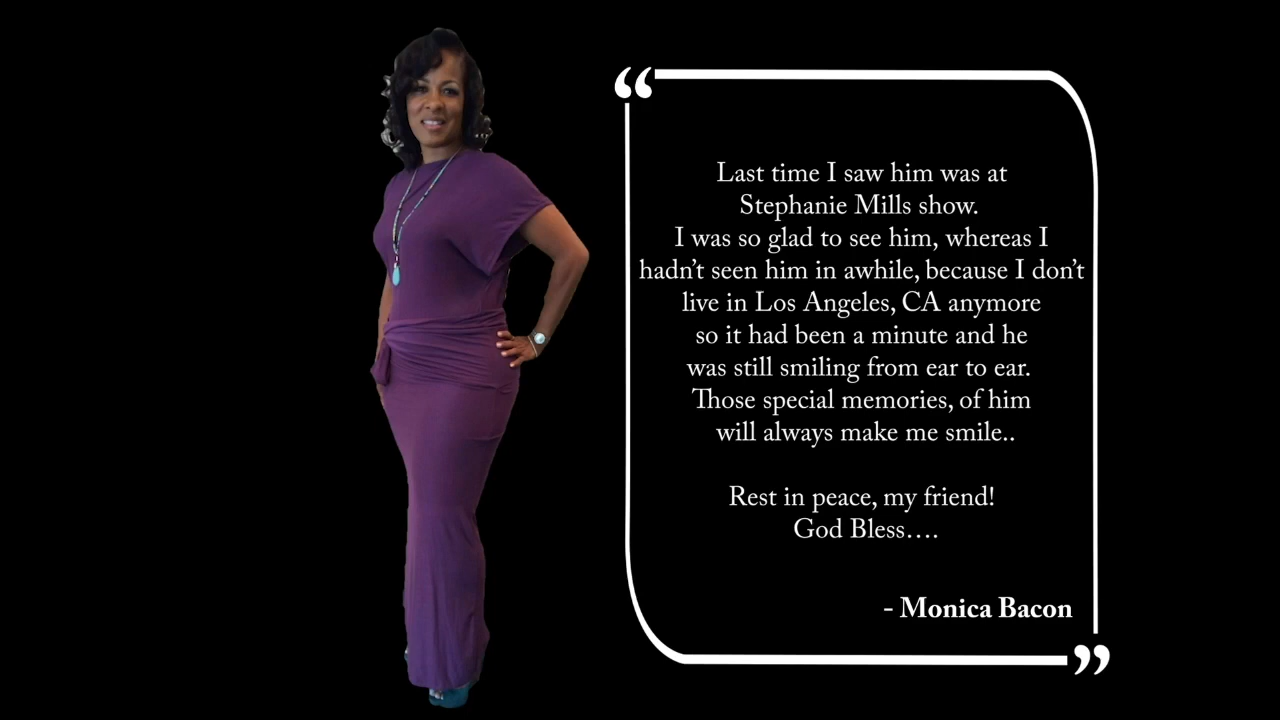 Last time I saw him was at
Stephanie Mills show.
I was so glad to see him, whereas I
hadn’t seen him in awhile, because I don’t
live in Los Angeles, CA anymore
so it had been a minute and he
was still smiling from ear to ear.
Those special memories, of him
will always make me smile..
Rest in peace, my friend!
God Bless….
- Monica Bacon